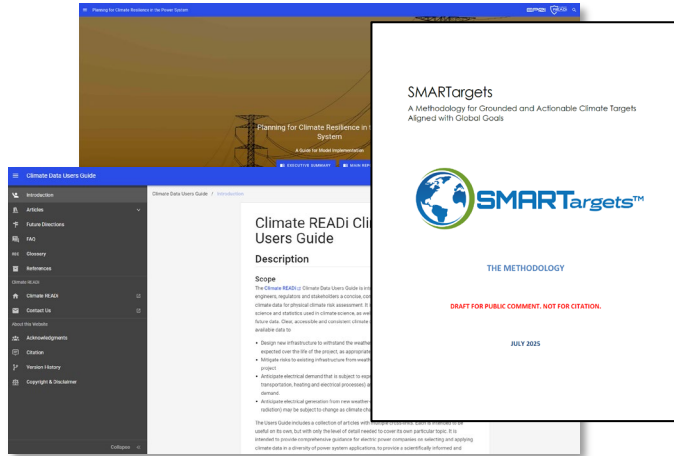 Planning for Climate Resilience in the Power System
EPRI READi
Planning for Climate Resilience in t
System
A Guide for Model Implementation
EXECUTIVE SUMMARY
MAIN REP
Climate Data Users Guide
Introduction
Articles
Future Directions
FAQ
Glossary
References
Climate READi
Climate READi
Contact Us
About this Website
Acknowledgments
Citation
Version History
Copyright & Disclaimer
Collapse
Climate Data Users Guide / Introduction
Climate READi Cli
Users Guide
Description
Scope
The Climate READi Climate Data Users Guide is in
engineers, regulators and stakeholders a concise, con
climate data for physical climate risk assessment. It
science and statistics used in climate science, as wel
future data. Clear, accessible and consistent climate
available data to:
• Design new infrastructure to withstand the weathe
expected over the life of the project, as appropriate
• Mitigate risks to existing infrastructure from weath
project
• Anticipate electrical demand that is subject to expe
transportation, heating and electrical processes) a
demand.
• Anticipate electrical generation from new weather
radiation) may be subject to change as climate cha
The Users Guide includes a collection of articles with multiple cross-links. Each is intended to be
useful on its own, but with only the level of detail needed to cover its own particular topic. It is
intended to provide comprehensive guidance for electric power companies on selecting and applying
climate data in a diversity of power system applications, to provide a scientifically informed and
SMARTargets
A Methodology for Grounded and Actionable Climate Targets
Aligned with Global Goals
SMARTargets™
THE METHODOLOGY
DRAFT FOR PUBLIC COMMENT. NOT FOR CITATION.
JULY 2025